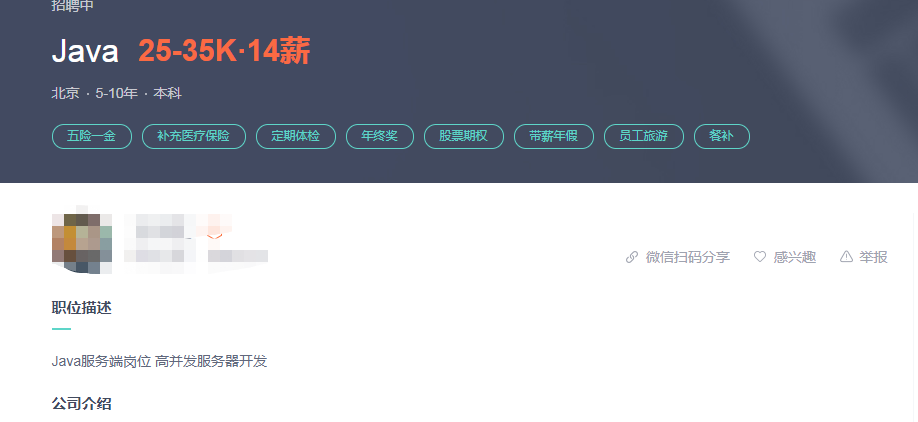 招聘中
Java 25-35K·14薪
北京 · 5-10年 · 本科
五险一金 补充医疗保险 定期体检 年终奖 股票期权 带薪年假 员工旅游 餐补
微信扫码分享 感兴趣 举报
职位描述
Java服务端岗位 高并发服务器开发
公司介绍